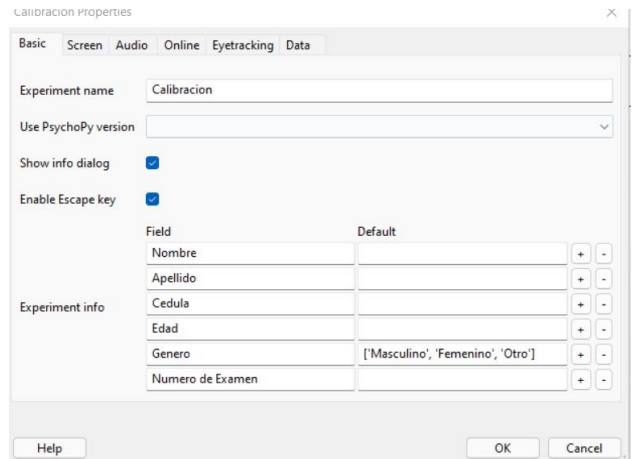 Calibracion Properties
Basic Screen Audio Online Eyetracking Data
Experiment name Calibracion
Use PsychoPy version
Show info dialog
Enable Escape key
Field Default
Nombre + -
Apellido + -
Cedula + -
Experiment info
Edad + -
Genero ['Masculino', 'Femenino', 'Otro'] + -
Numero de Examen + -
Help OK Cancel